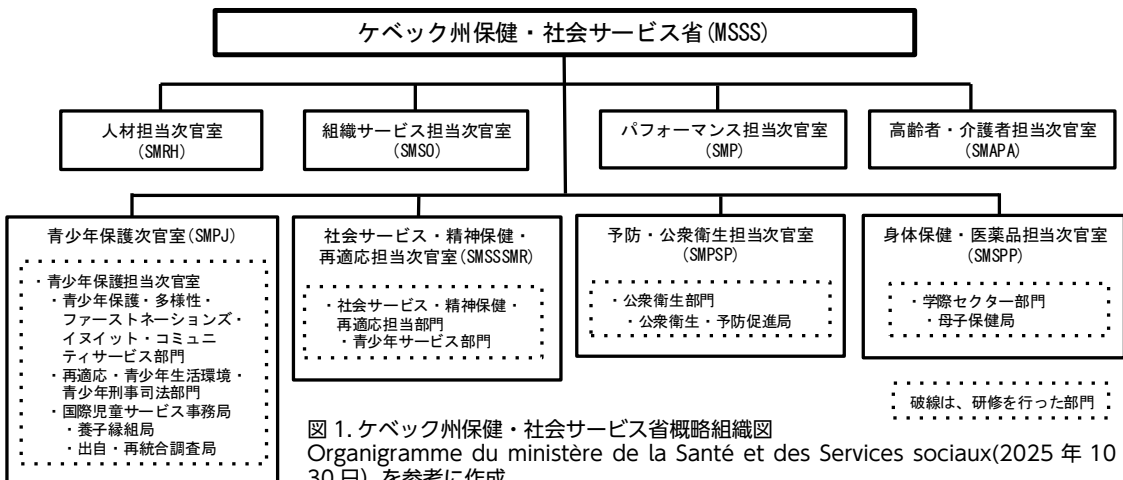 ケベック州保健・社会サービス省(MSSS)
人材担当次官室
(SMRH)
組織サービス担当次官室
(SMSO)
パフォーマンス担当次官室
(SMP)
高齢者・介護者担当次官室
(SMAPA)
青少年保護次官室(SMPJ)
・青少年保護担当次官室
・青少年保護・多様性・
ファーストネーションズ・
イヌイット・コミュニ
ティサービス部門
・再適応・青少年生活環境・
青少年刑事司法部門
・国際児童サービス事務局
・養子縁組局
・出自・再統合調査局
社会サービス・精神保健・
再適応担当次官室(SMSSSMR)
・社会サービス・精神保健・
再適応担当部門
・青少年サービス部門
予防・公衆衛生担当次官室
(SMPSP)
・公衆衛生部門
・公衆衛生・予防促進局
身体保健・医薬品担当次官室
(SMSPP)
・学際セクター部門
・母子保健局
破線は、研修を行った部門
図 1. ケベック州保健・社会サービス省概略組織図
Organigramme du ministère de la Santé et des Services sociaux(2025 年 10
30 日) を参考に作成